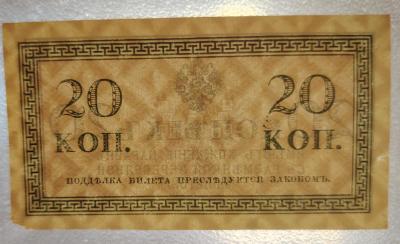 20 20
КОП. КОП.
ПОДДѢЛКА БИЛЕТА ПРЕСЛѢДУЕТСЯ ЗАКОНОМЪ.